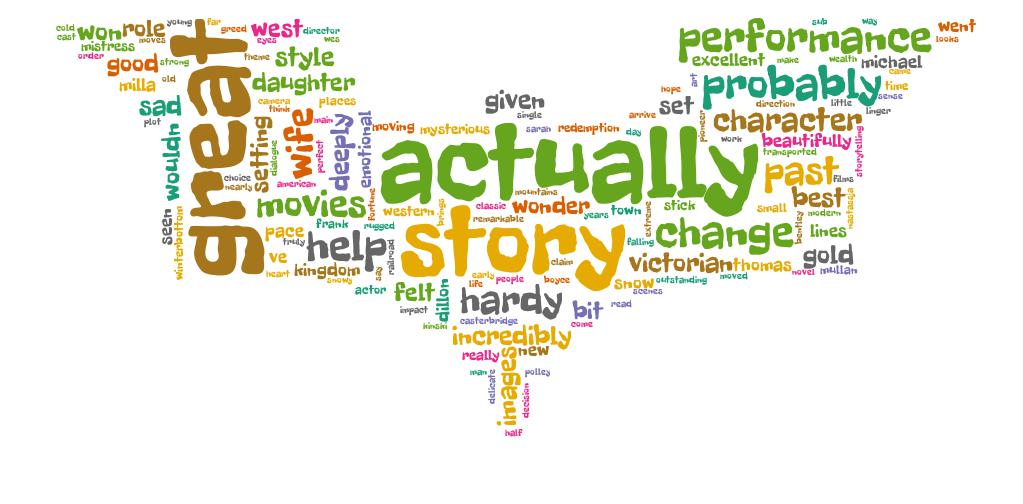 cold
cast
won
role
young
moves
mistress
order
good
strong
milla
old
sad
plot
wouldn
seen
winterbottom
great
far
greed
west
eyes
director
wes
theme
style
daughter
camera
think
places
setting
dialogue
choice
nearly
american
wife
main
perfect
deeply
emotional
movies
fortune
frank
rugged
pace
truly
ve
heart
help
kingdom
snowy
say
railroad
actor
felt
impact
dillon
kinski
moving
mysterious
given
single
sarah
redemption
day
arrive
actually
mountains
western
brings
classic
wonder
remarkable
years
town
extreme
stick
story
claim
falling
early
life
people
boyce
hardy
casterbridge
bit
read
come
incredibly
really
new
images
man
delicate
polley
decision
half
performance
sub
way
went
looks
excellent
make
wealth
michael
came
art
hope
probably
time
sense
set
direction
little
linger
pioneer
character
work
beautifully
transported
storytelling
past
films
small
best
modern
nastassja
bentley
change
lines
victorian
thomas
gold
novel
mullan
snow
outstanding
moved
scenes